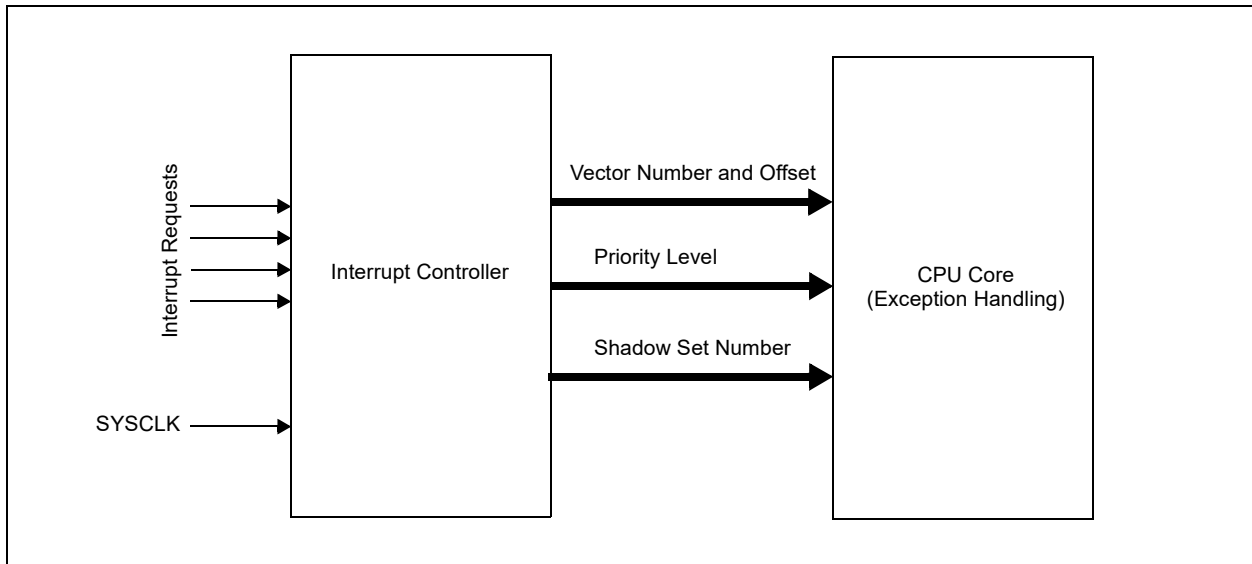 Interrupt Requests
SYSCLK
Interrupt Controller
Vector Number and Offset
Priority Level
Shadow Set Number
CPU Core
(Exception Handling)